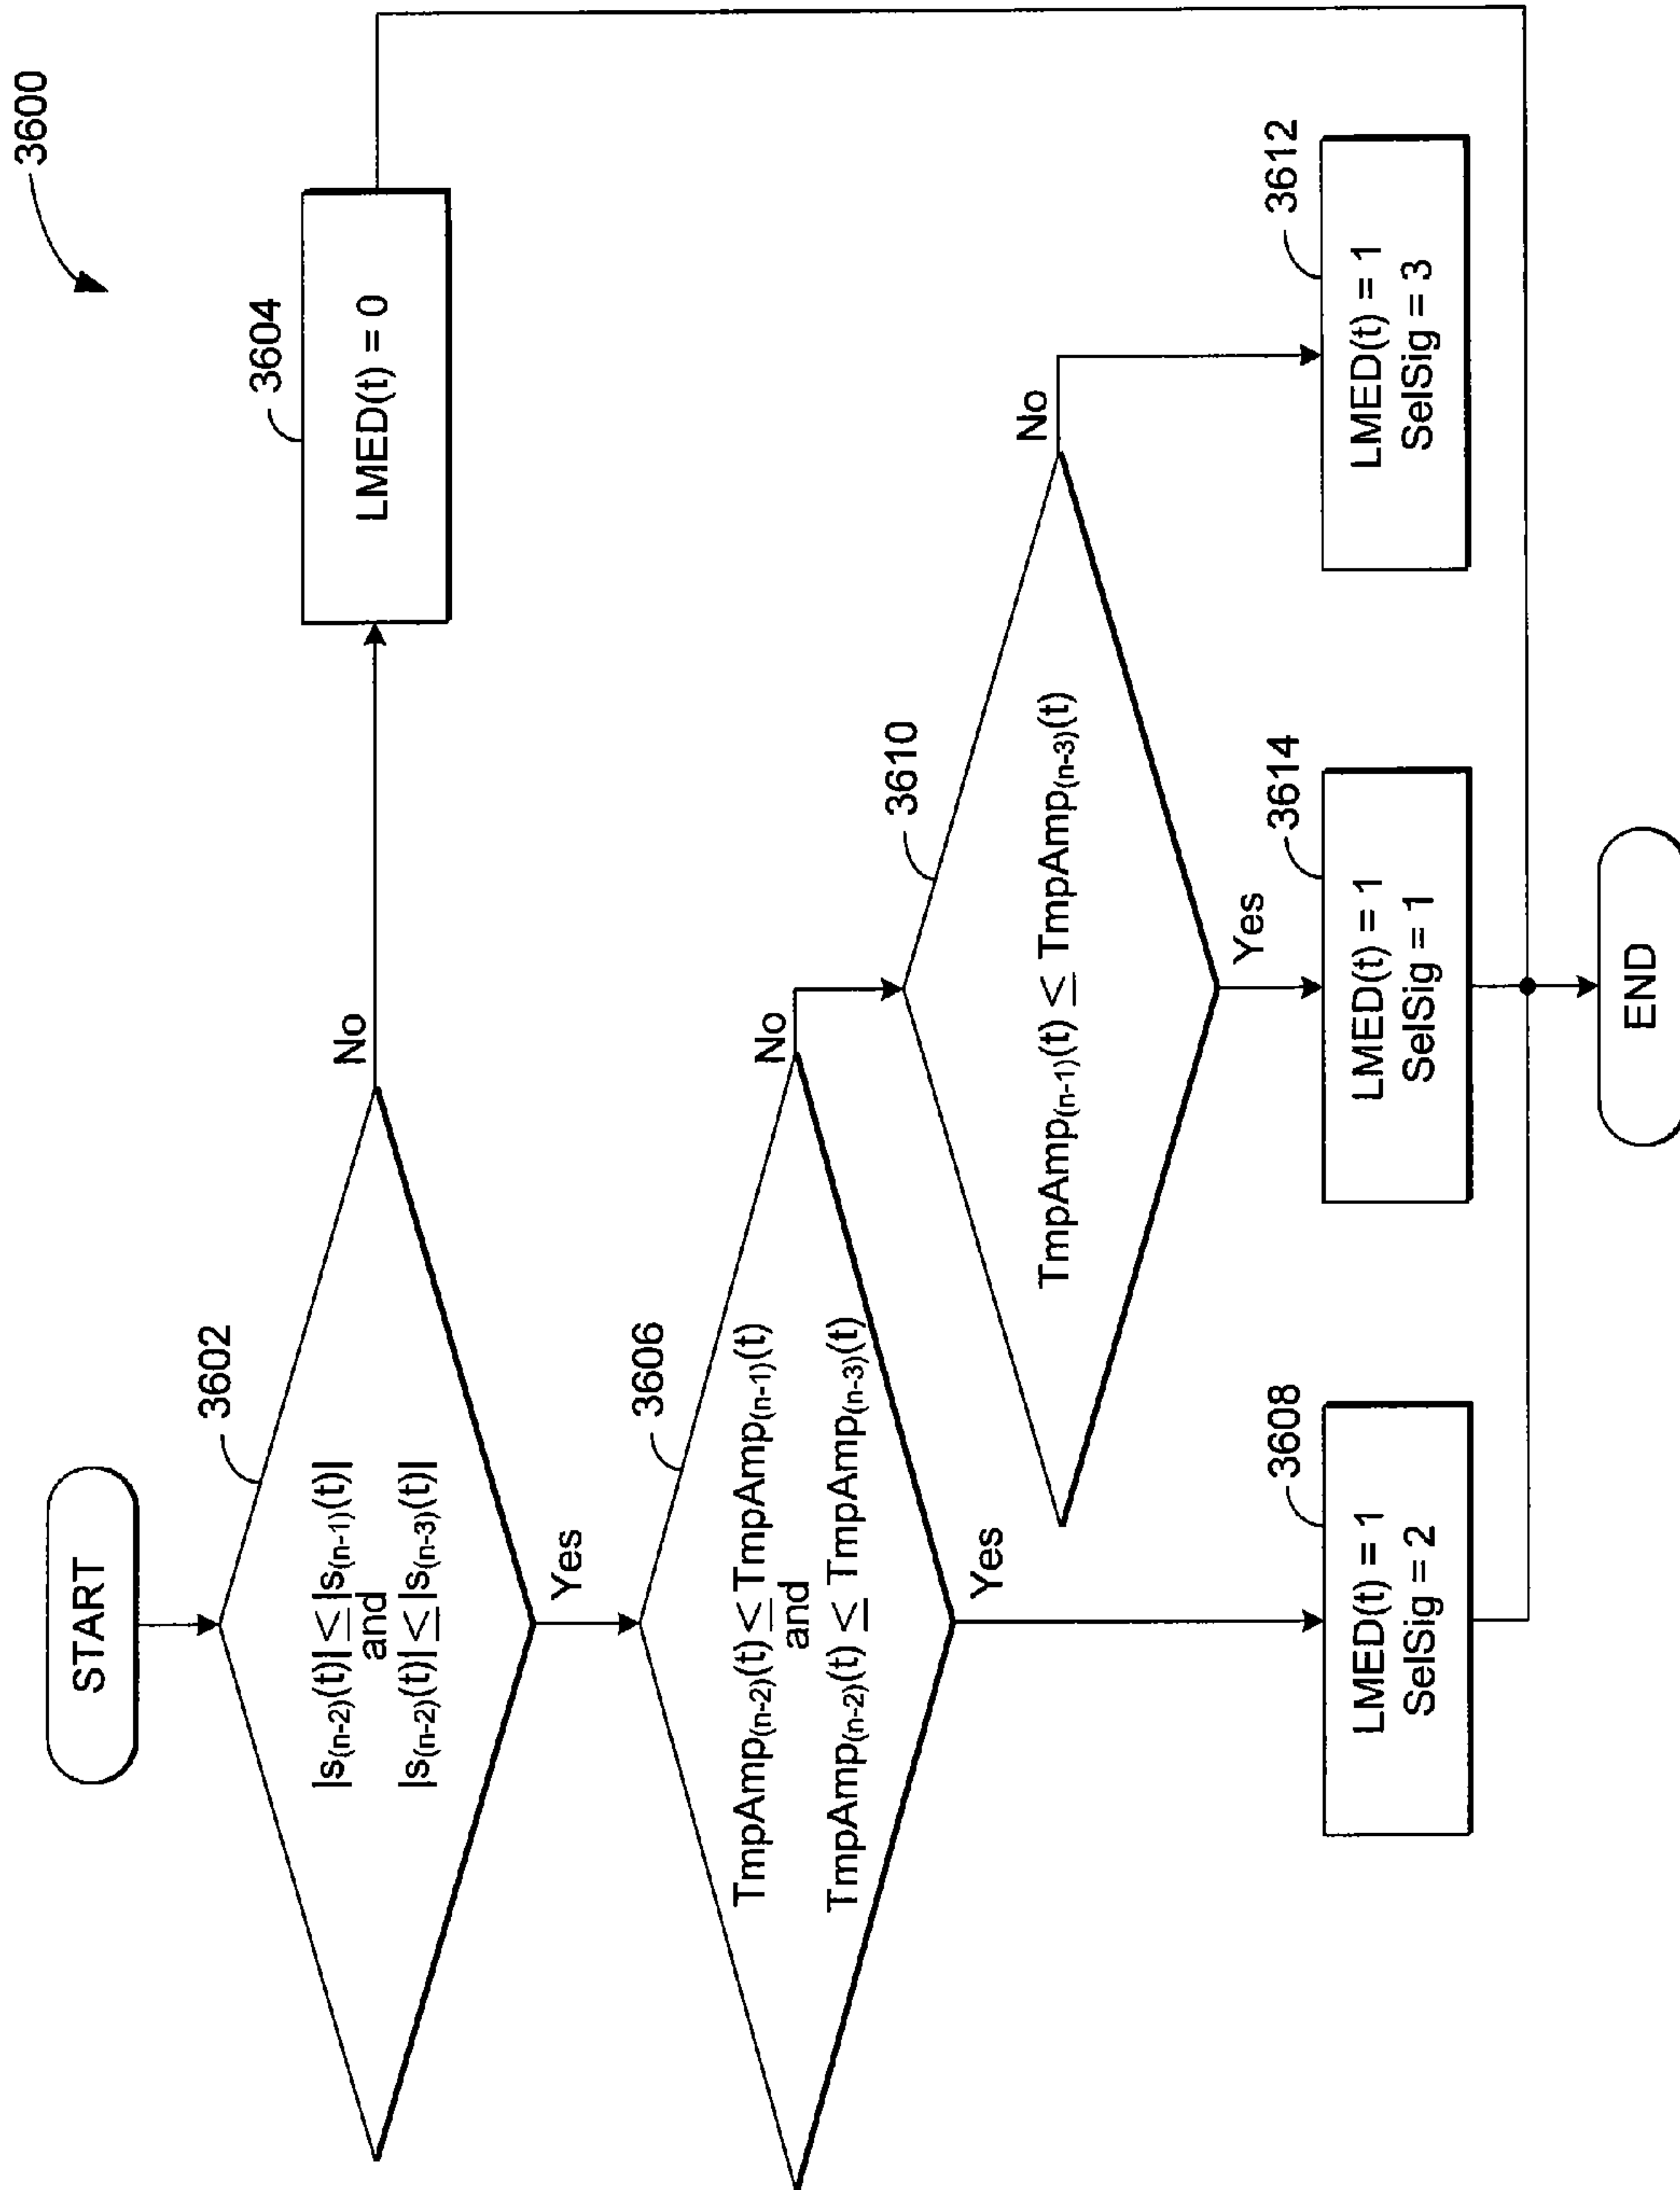 3600
START
3602
|s(n-2)(t)| ≤ |s(n-1)(t)|
and
|s(n-2)(t)| ≤ |s(n-3)(t)|
No
3604
LMED(t) = 0
Yes
3606
TmpAmp(n-2)(t) ≤ TmpAmp(n-1)(t)
and
TmpAmp(n-2)(t) ≤ TmpAmp(n-3)(t)
No
3610
TmpAmp(n-1)(t) ≤ TmpAmp(n-3)(t)
No
Yes
Yes
3608
LMED(t) = 1
SelSig = 2
3614
LMED(t) = 1
SelSig = 1
3612
LMED(t) = 1
SelSig = 3
END